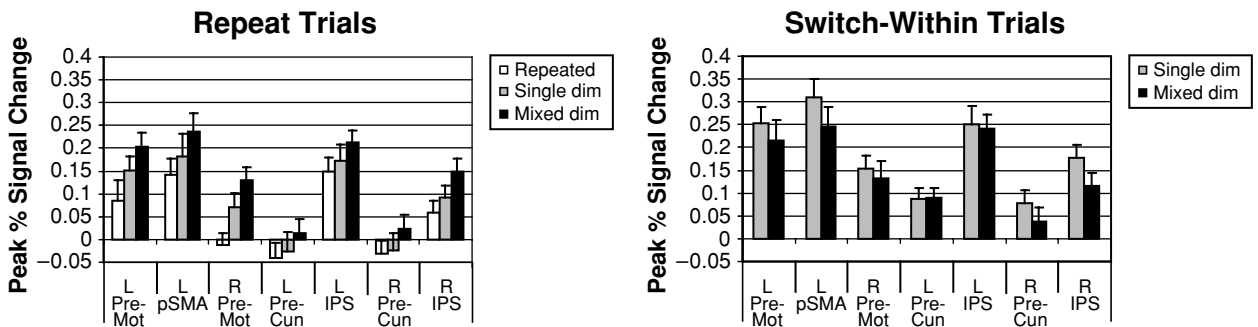 Repeat Trials
Peak % Signal Change
0.4
0.35
0.3
0.25
0.2
0.15
0.1
0.05
0
−0.05
Repeated
Single dim
Mixed dim
L Pre-Mot
L pSMA
R Pre-Mot
L Pre-Cun
L IPS
R Pre-Cun
R IPS
Switch-Within Trials
Peak % Signal Change
0.4
0.35
0.3
0.25
0.2
0.15
0.1
0.05
0
−0.05
Single dim
Mixed dim
L Pre-Mot
L pSMA
R Pre-Mot
L Pre-Cun
L IPS
R Pre-Cun
R IPS